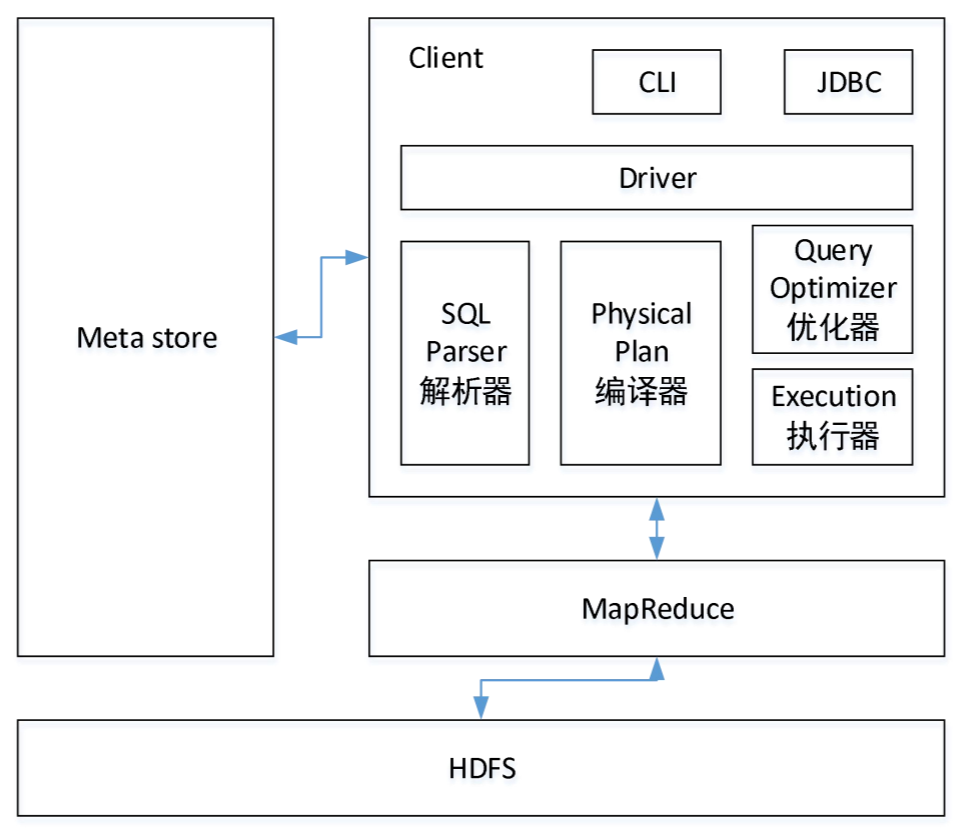 Meta store
Client
CLI
JDBC
Driver
SQL
Parser
解析器
Physical
Plan
编译器
Query
Optimizer
优化器
Execution
执行器
MapReduce
HDFS